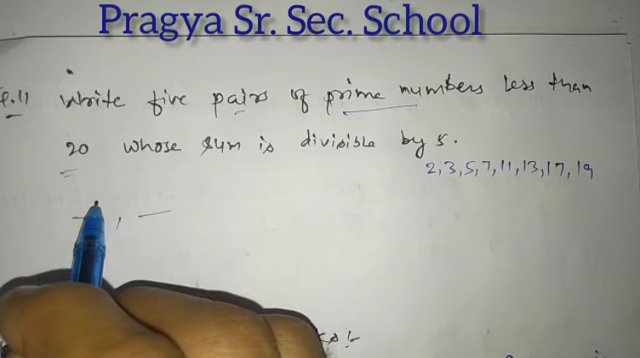 Pragya Sr. Sec. School
Q.1) Write five pairs of prime numbers less than
20 whose sum is divisible by 5.
2,3,5,7,11,13,17,19